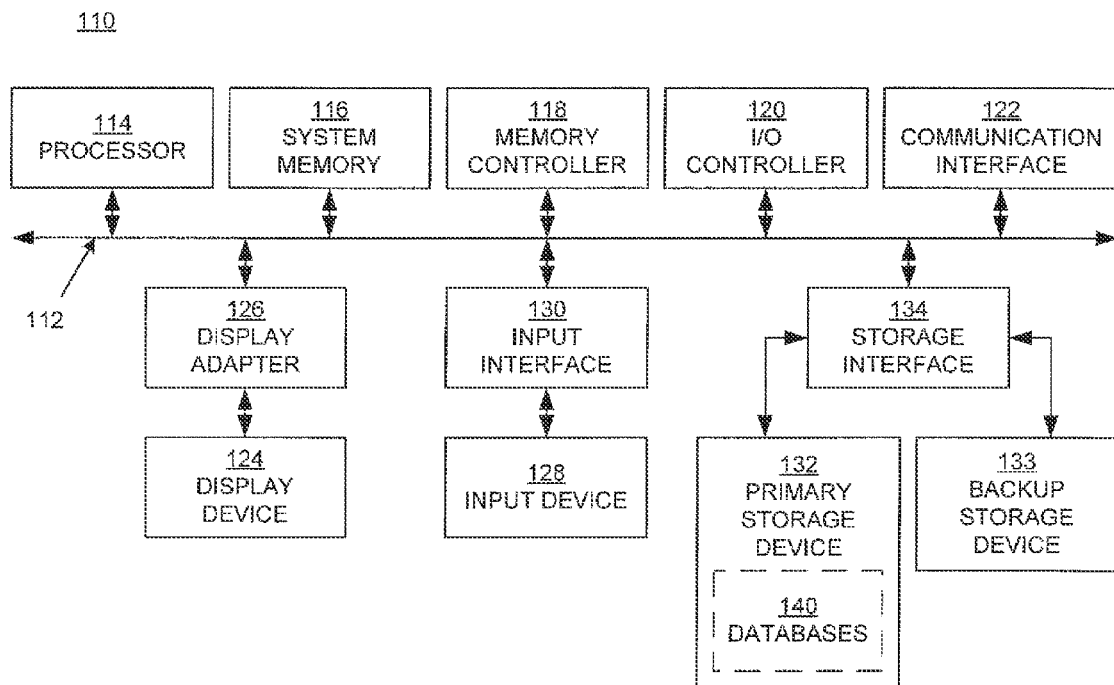 110
114
PROCESSOR
116
SYSTEM
MEMORY
118
MEMORY
CONTROLLER
120
I/O
CONTROLLER
122
COMMUNICATION
INTERFACE
112
126
DISPLAY
ADAPTER
130
INPUT
INTERFACE
134
STORAGE
INTERFACE
124
DISPLAY
DEVICE
128
INPUT DEVICE
132
PRIMARY
STORAGE
DEVICE
140
DATABASES
133
BACKUP
STORAGE
DEVICE